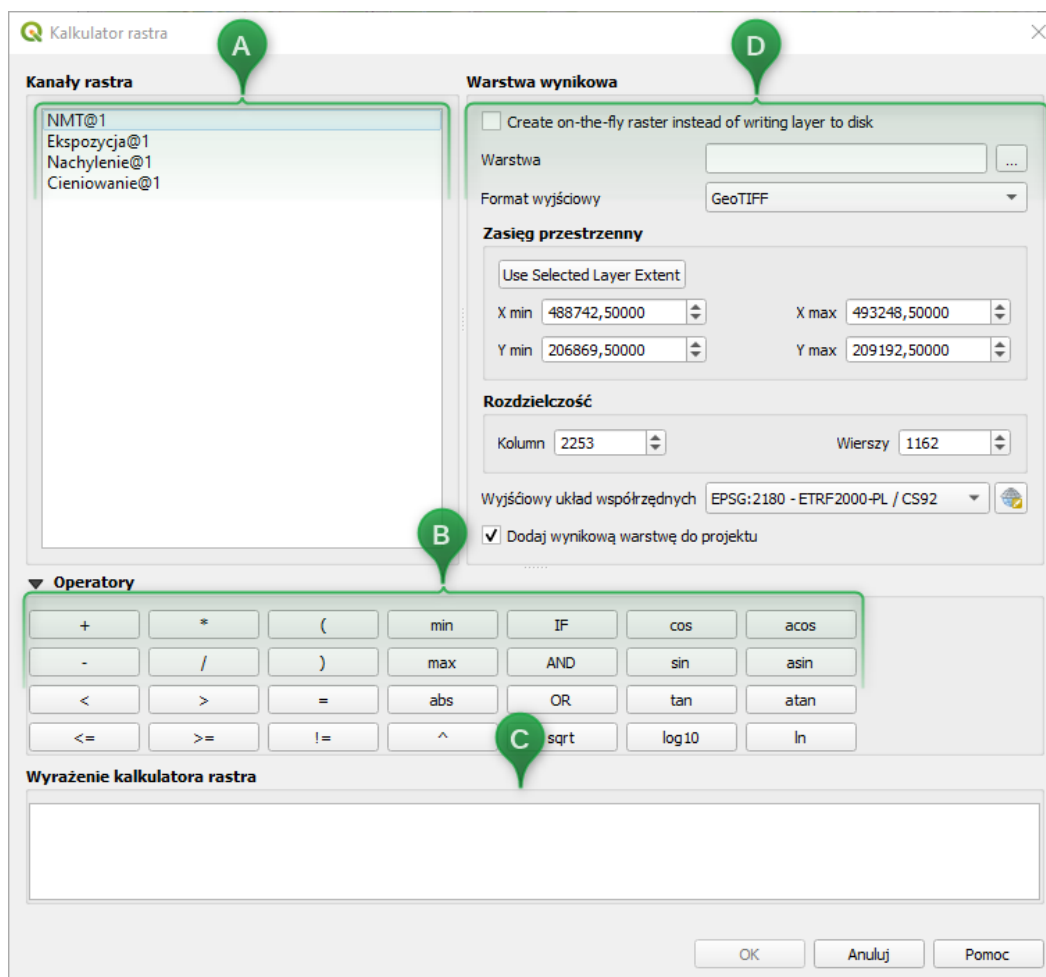 Kalkulator rastra
A
D
Kanały rastra
NMT@1
Ekspozycja@1
Nachylenie@1
Cieniowanie@1
Warstwa wynikowa
Create on-the-fly raster instead of writing layer to disk
Warstwa ...
Format wyjściowy GeoTIFF
Zasięg przestrzenny
Use Selected Layer Extent
X min 488742,50000 X max 493248,50000
Y min 206869,50000 Y max 209192,50000
Rozdzielczość
Kolumn 2253 Wierszy 1162
Wyjśćiowy układ współrzędnych EPSG:2180 - ETRF2000-PL / CS92
Dodaj wynikową warstwę do projektu
B
Operatory
+ * ( min IF cos acos
- / ) max AND sin asin
< > = abs OR tan atan
<= >= != ^ sqrt log10 ln
C
Wyrażenie kalkulatora rastra
OK Anuluj Pomoc